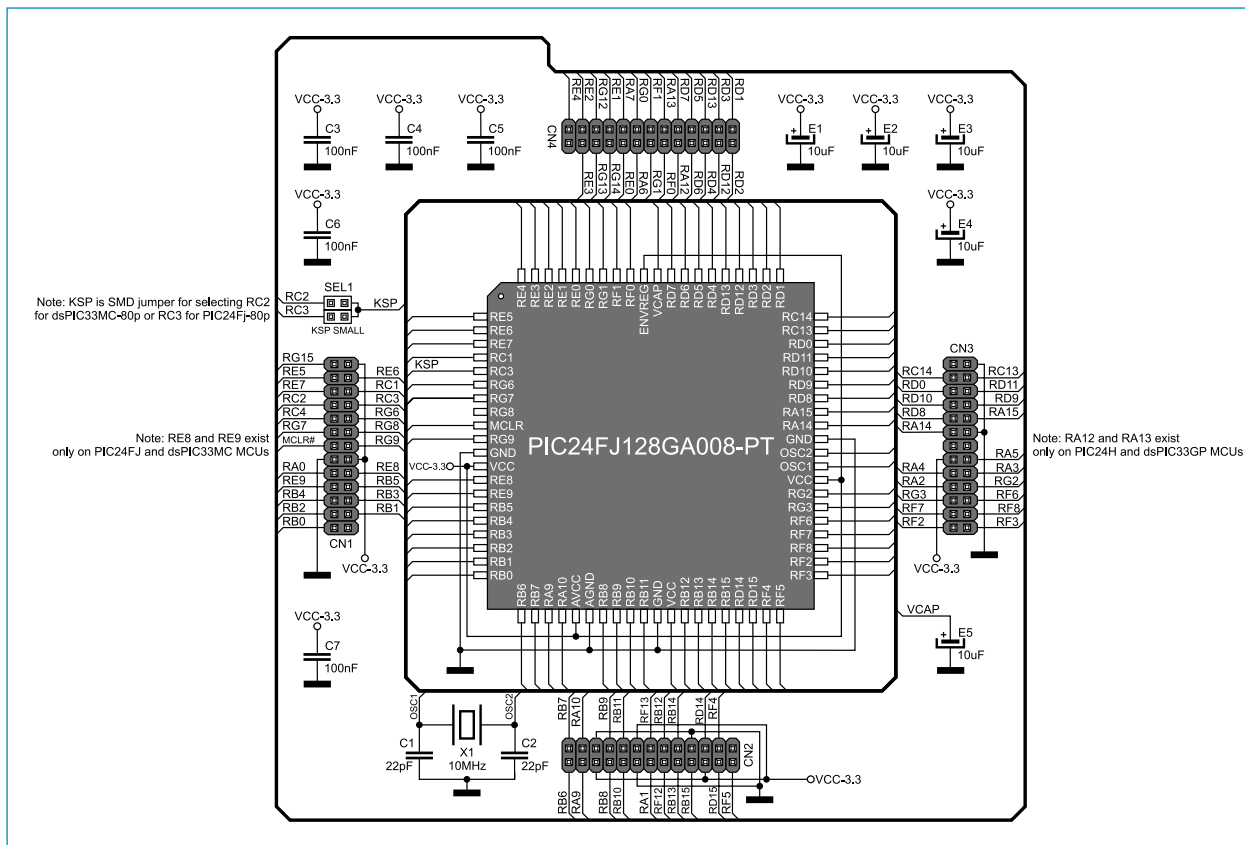 RE4 RE2 RG12 RE1 RA7 RG0 RF1 RA13 RD7 RD5 RD13 RD3 RD1
CN4
RE3 RG13 RG14 RE0 RA6 RG1 RF0 RA12 RD6 RD4 RD12 RD2
VCC-3.3
C3
100nF
VCC-3.3
C4
100nF
VCC-3.3
C5
100nF
VCC-3.3
E1
10uF
VCC-3.3
E2
10uF
VCC-3.3
E3
10uF
VCC-3.3
C6
100nF
VCC-3.3
E4
10uF
Note: KSP is SMD jumper for selecting RC2
for dsPIC33MC-80p or RC3 for PIC24Fj-80p
RC2
RC3
SEL1
KSP
KSP SMALL
RE4 RE3 RE2 RE1 RE0 RG0 RG1 RF1 RF0 ENVREG VCAP RD7 RD6 RD5 RD4 RD13 RD12 RD3 RD2 RD1
KSP
RE5
RE6
RE7
RC1
RC3
RG6
RG7
RG8
MCLR
RG9
GND
VCC
RE8
RE9
RB5
RB4
RB3
RB2
RB1
RB0
VCC-3.3
PIC24FJ128GA008-PT
RC14
RC13
RD0
RD11
RD10
RD9
RD8
RA15
RA14
GND
OSC2
OSC1
VCC
RG2
RG3
RF6
RF7
RF8
RF2
RF3
RB6 RB7 RA9 RA10 AVCC AGND RB8 RB9 RB10 RB11 GND VCC RB12 RB13 RB14 RB15 RD14 RD15 RF4 RF5
Note: RE8 and RE9 exist
only on PIC24FJ and dsPIC33MC MCUs
RG15
RE5
RE7
RC2
RC4
RG7
MCLR#
RA0
RE9
RB4
RB2
RB0
RE6
RC1
RC3
RG6
RG8
RG9
RE8
RB5
RB3
RB1
CN1
VCC-3.3
CN3
RC14
RD0
RD10
RD8
RA14
RA4
RA2
RG3
RF7
RF2
RC13
RD11
RD9
RA15
RA5
RA3
RG2
RF6
RF8
RF3
VCC-3.3
Note: RA12 and RA13 exist
only on PIC24H and dsPIC33GP MCUs
VCC-3.3
C7
100nF
VCAP
E5
10uF
OSC1
OSC2
C1
22pF
X1
10MHz
C2
22pF
RB7 RA10 RB9 RB11 RF13 RB12 RB14 RD14 RF4
CN2
VCC-3.3
RB6 RA9 RB8 RB10 RA1 RF12 RB13 RB15 RD15 RF5